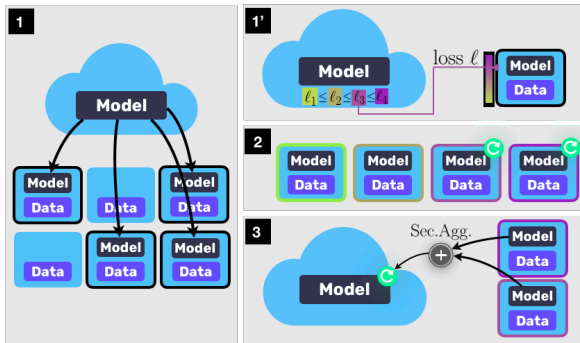 1
Model
Model
Data
Data
Model
Data
Data
Model
Data
Model
Data
1’
Model
ℓ1 ≤ ℓ2 ≤ ℓ3 ≤ ℓ4
loss ℓ
Model
Data
2
Model Model Model Model
Data Data Data Data
3
Model
Sec.Agg.
+
Model
Data
Model
Data